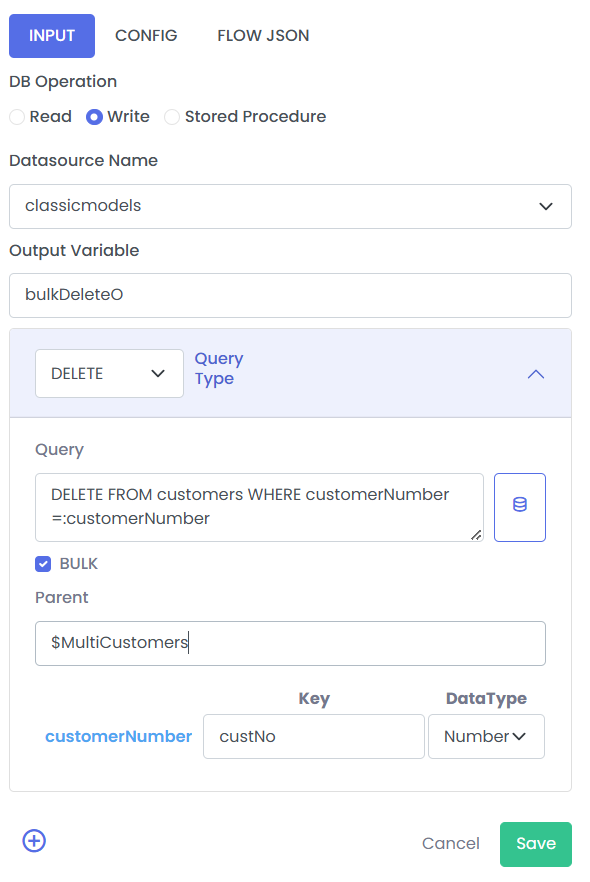 INPUT CONFIG FLOW JSON
DB Operation
Read Write Stored Procedure
Datasource Name
classicmodels
Output Variable
bulkDeleteO
DELETE
Query
Type
Query
DELETE FROM customers WHERE customerNumber
=:customerNumber
BULK
Parent
$MultiCustomers
Key DataType
customerNumber custNo Number
Cancel Save